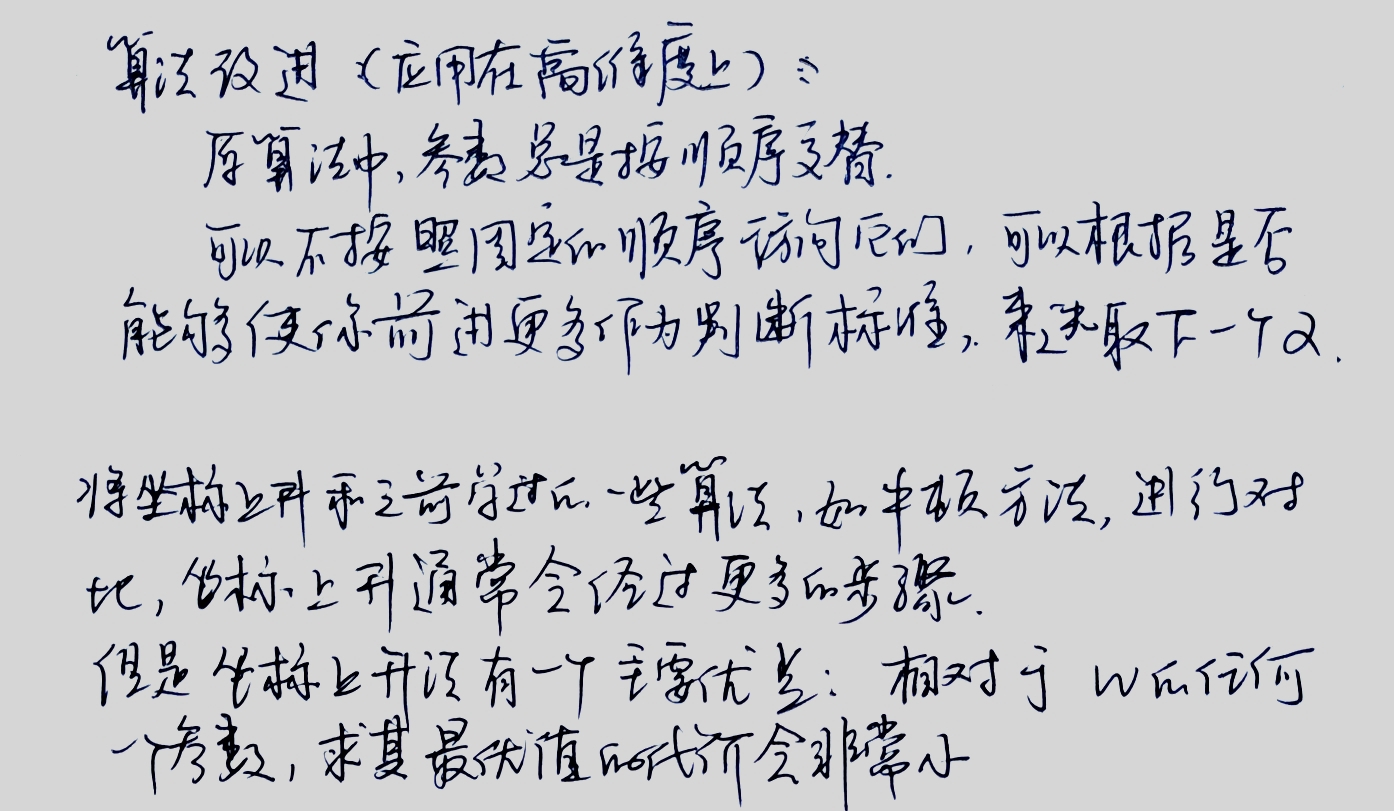 算法改进（应用在高维度上）：
原算法中，参数总是按顺序交替.
可以不按照固定的顺序访问它们，可以根据是否
能够使你前进更多作为判断标准，来选取下一个α.
将坐标上升和之前学过的一些算法，如牛顿方法，进行对
比，坐标上升通常会经过更多的步骤.
但是坐标上升法有一个主要优点：相对于W的任何
一个参数，求其最优值的代价会非常小